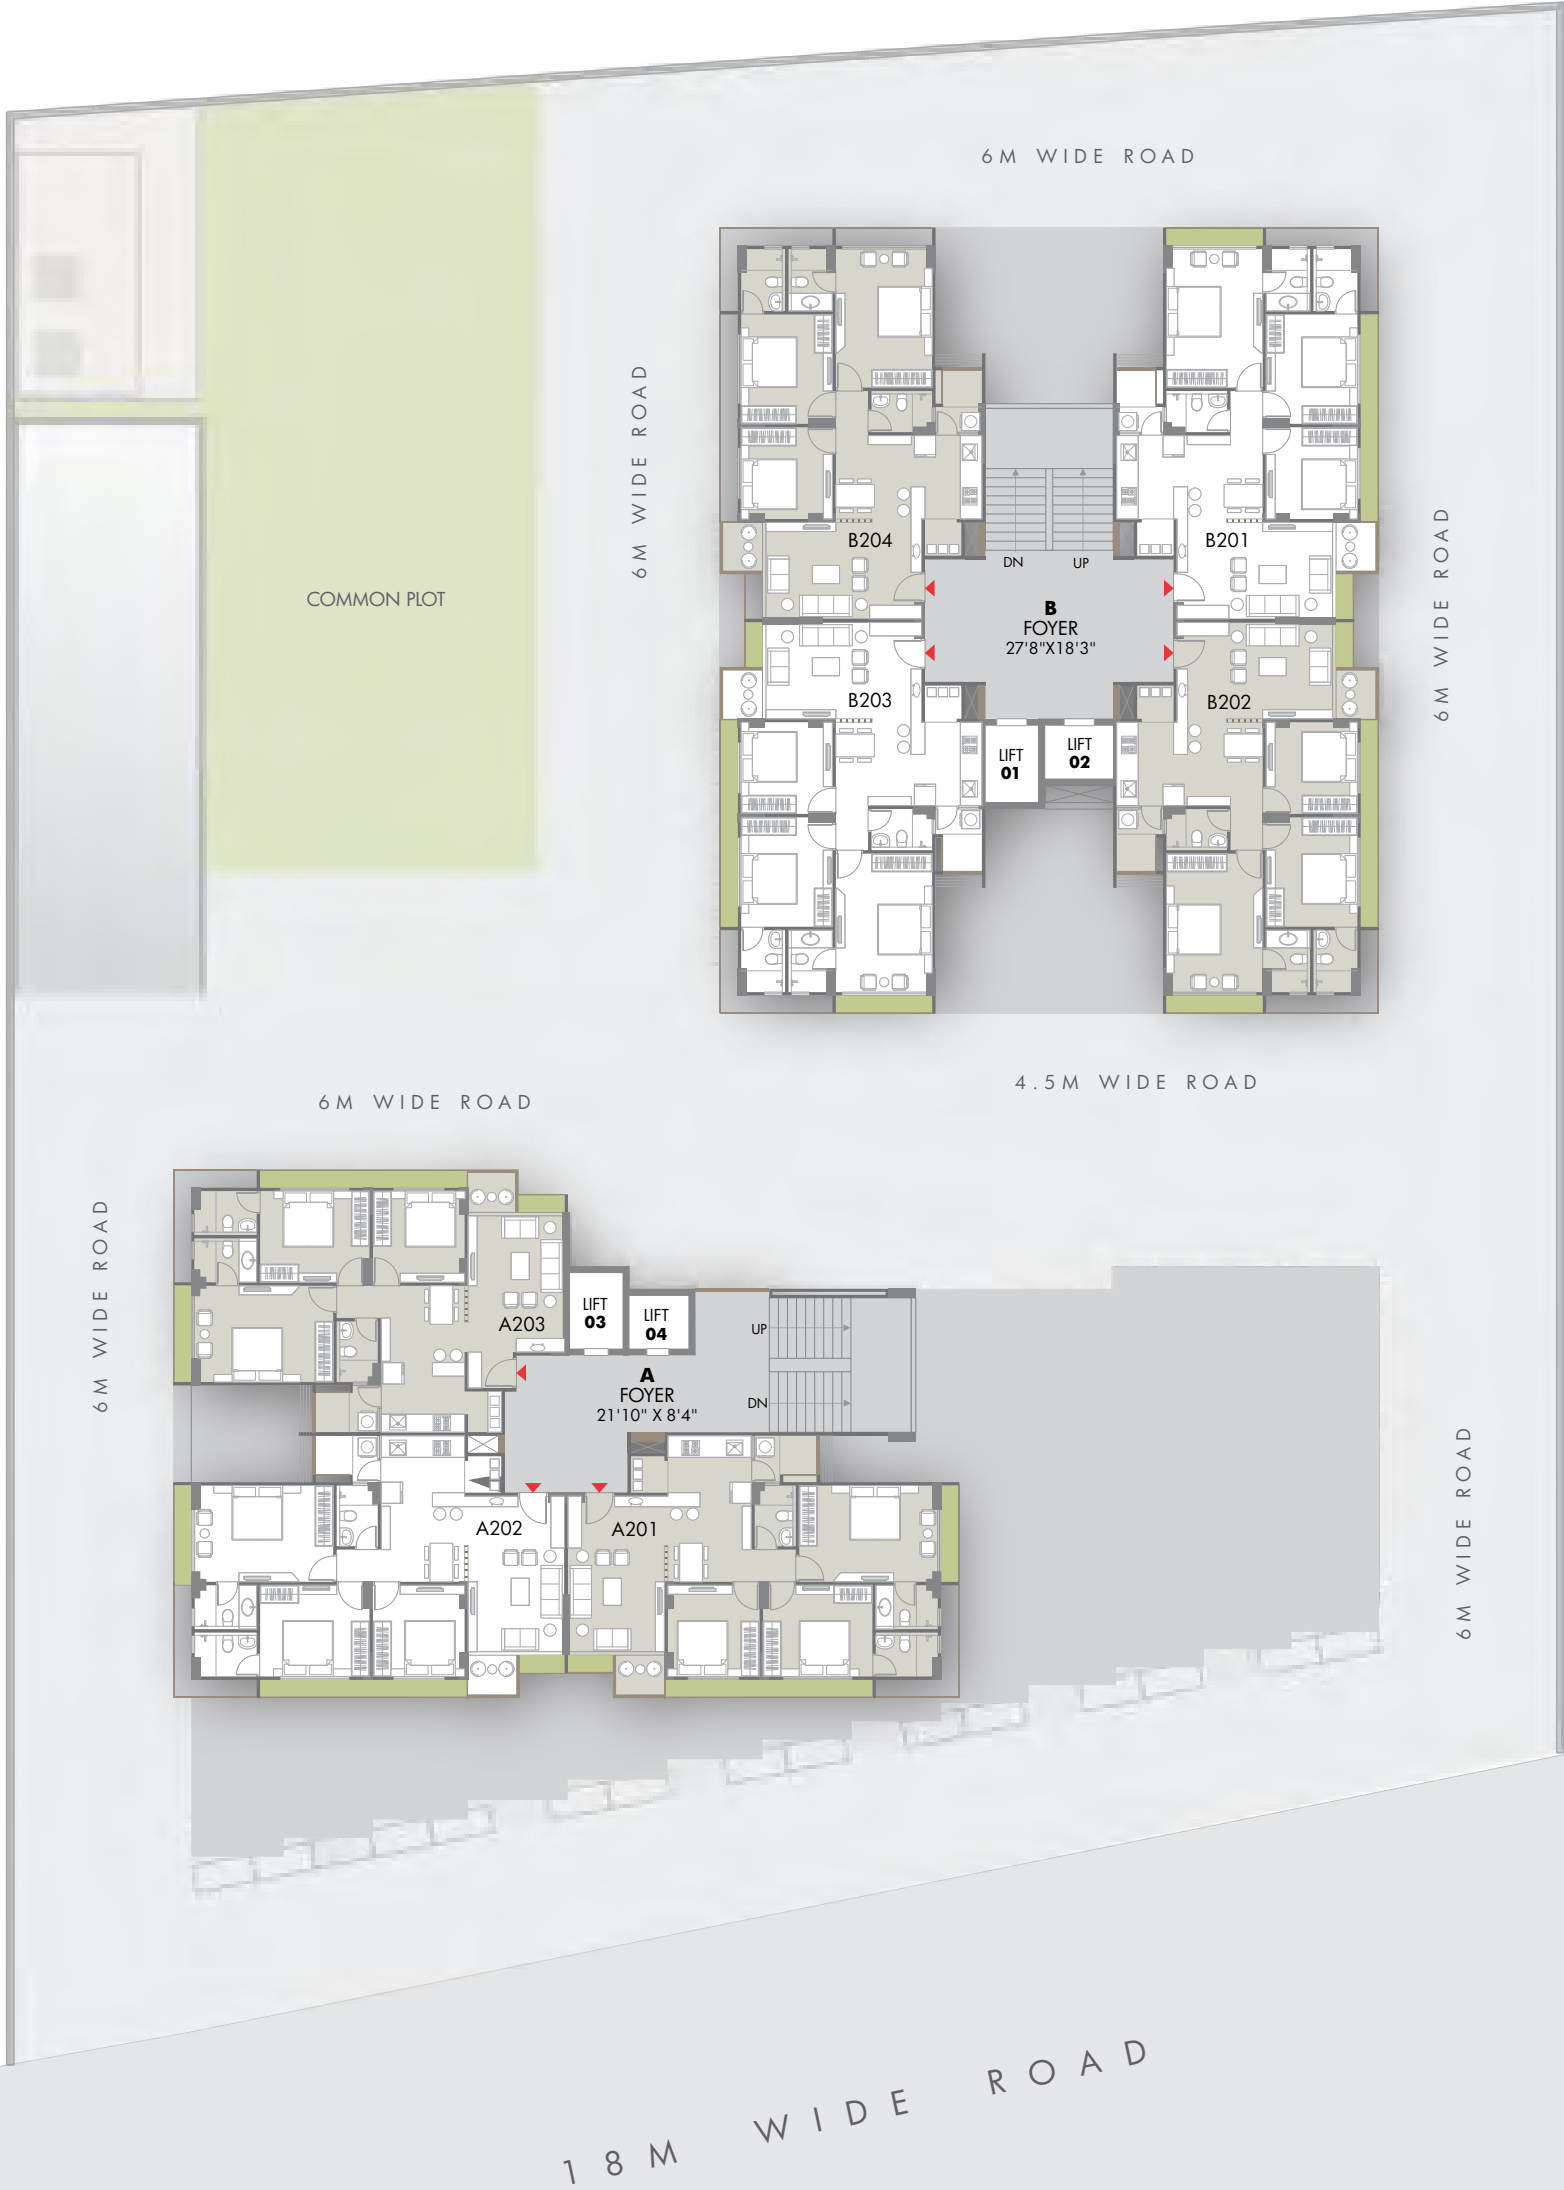 6M WIDE ROAD
6M WIDE ROAD
COMMON PLOT
B204
B201
DN
UP
B
FOYER
27'8"X18'3"
6M WIDE ROAD
B203
B202
LIFT
01
LIFT
02
4.5M WIDE ROAD
6M WIDE ROAD
6M WIDE ROAD
A203
LIFT
03
LIFT
04
UP
A
FOYER
21'10" X 8'4"
DN
A202
A201
6M WIDE ROAD
18M WIDE ROAD